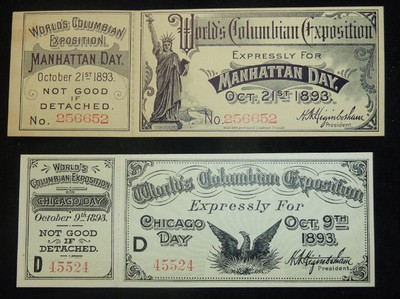 World's Columbian
Exposition
Manhattan Day.
October 21ST 1893.
NOT GOOD
IF
DETACHED.
No. 256652
World's Columbian Exposition
Expressly For
Manhattan Day.
Oct. 21ST 1893.
No. 256652
H.N. Higinbotham
President.
World's
Columbian Exposition
Chicago Day
October 9th 1893.
NOT GOOD
IF
DETACHED.
D 45524
World's Columbian Exposition
Expressly For
Chicago Day
Oct. 9TH 1893.
D
45524
H.N. Higinbotham
President.